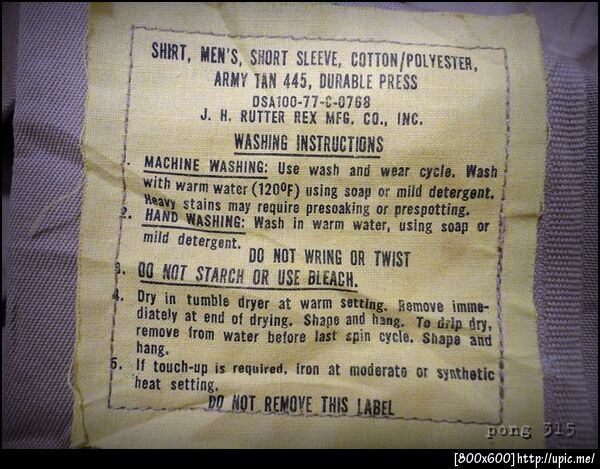 SHIRT, MEN'S, SHORT SLEEVE, COTTON/POLYESTER,
ARMY TAN 445, DURABLE PRESS
DSA100-77-C-0768
J. H. RUTTER REX MFG. CO., INC.
WASHING INSTRUCTIONS
. MACHINE WASHING: Use wash and wear cycle. Wash
with warm water (120ºF) using soap or mild detergent.
Heavy stains may require presoaking or prespotting.
2. HAND WASHING: Wash in warm water, using soap or
mild detergent.
DO NOT WRING OR TWIST
3. DO NOT STARCH OR USE BLEACH.
4. Dry in tumble dryer at warm setting. Remove imme-
diately at end of drying. Shape and hang. To drip dry,
remove from water before last spin cycle. Shape and
hang.
5. If touch-up is required, iron at moderate or synthetic
heat setting.
DO NOT REMOVE THIS LABEL
pong 315
[800x600]http://upic.me/